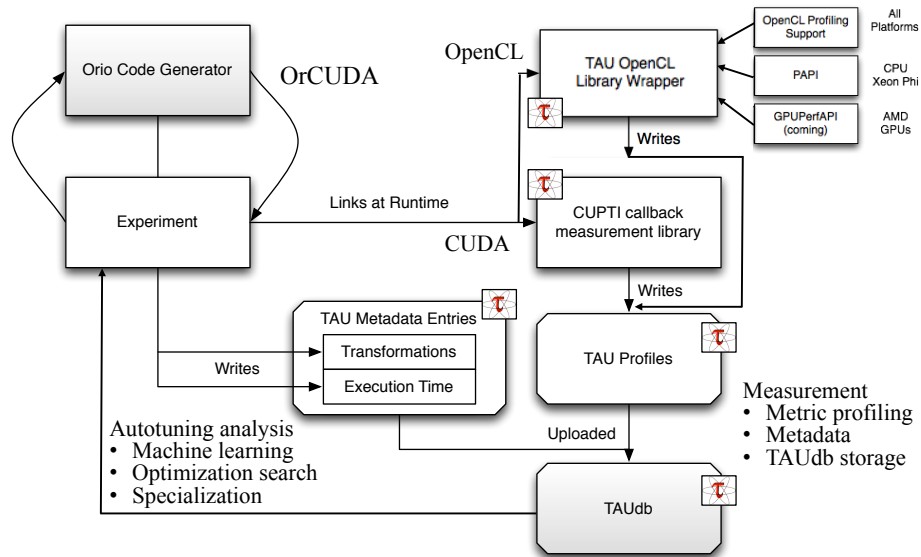 OpenCL Profiling
Support
All
Platforms
Orio Code Generator
OrCUDA
OpenCL
TAU OpenCL
Library Wrapper
PAPI
CPU
Xeon Phi
GPUPerfAPI
(coming)
AMD
GPUs
τ
Writes
τ
Experiment
Links at Runtime
CUDA
CUPTI callback
measurement library
Writes
τ
TAU Metadata Entries
Transformations
Execution Time
Writes
TAU Profiles
τ
Measurement
• Metric profiling
• Metadata
• TAUdb storage
Uploaded
Autotuning analysis
• Machine learning
• Optimization search
• Specialization
TAUdb
τ